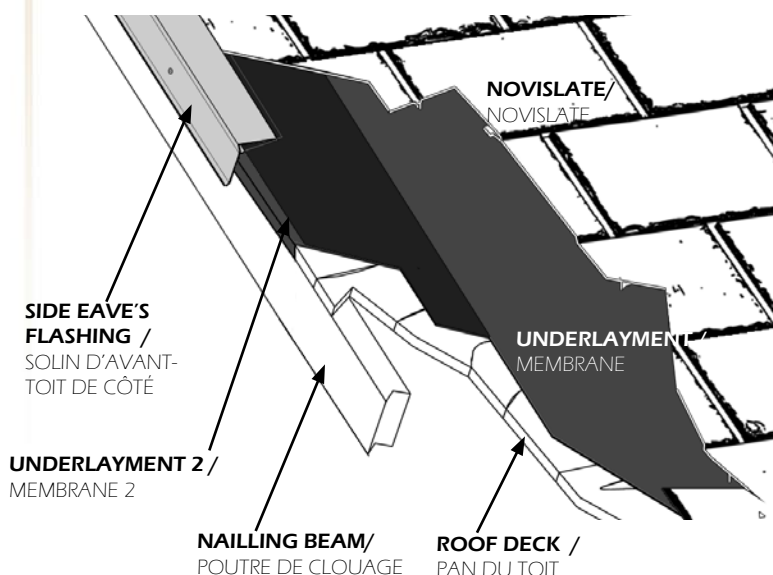 NOVISLATE/
NOVISLATE
SIDE EAVE'S
FLASHING /
SOLIN D'AVANT-
TOIT DE CÔTÉ
UNDERLAYMENT /
MEMBRANE
UNDERLAYMENT 2 /
MEMBRANE 2
NAILLING BEAM/
POUTRE DE CLOUAGE
ROOF DECK /
PAN DU TOIT